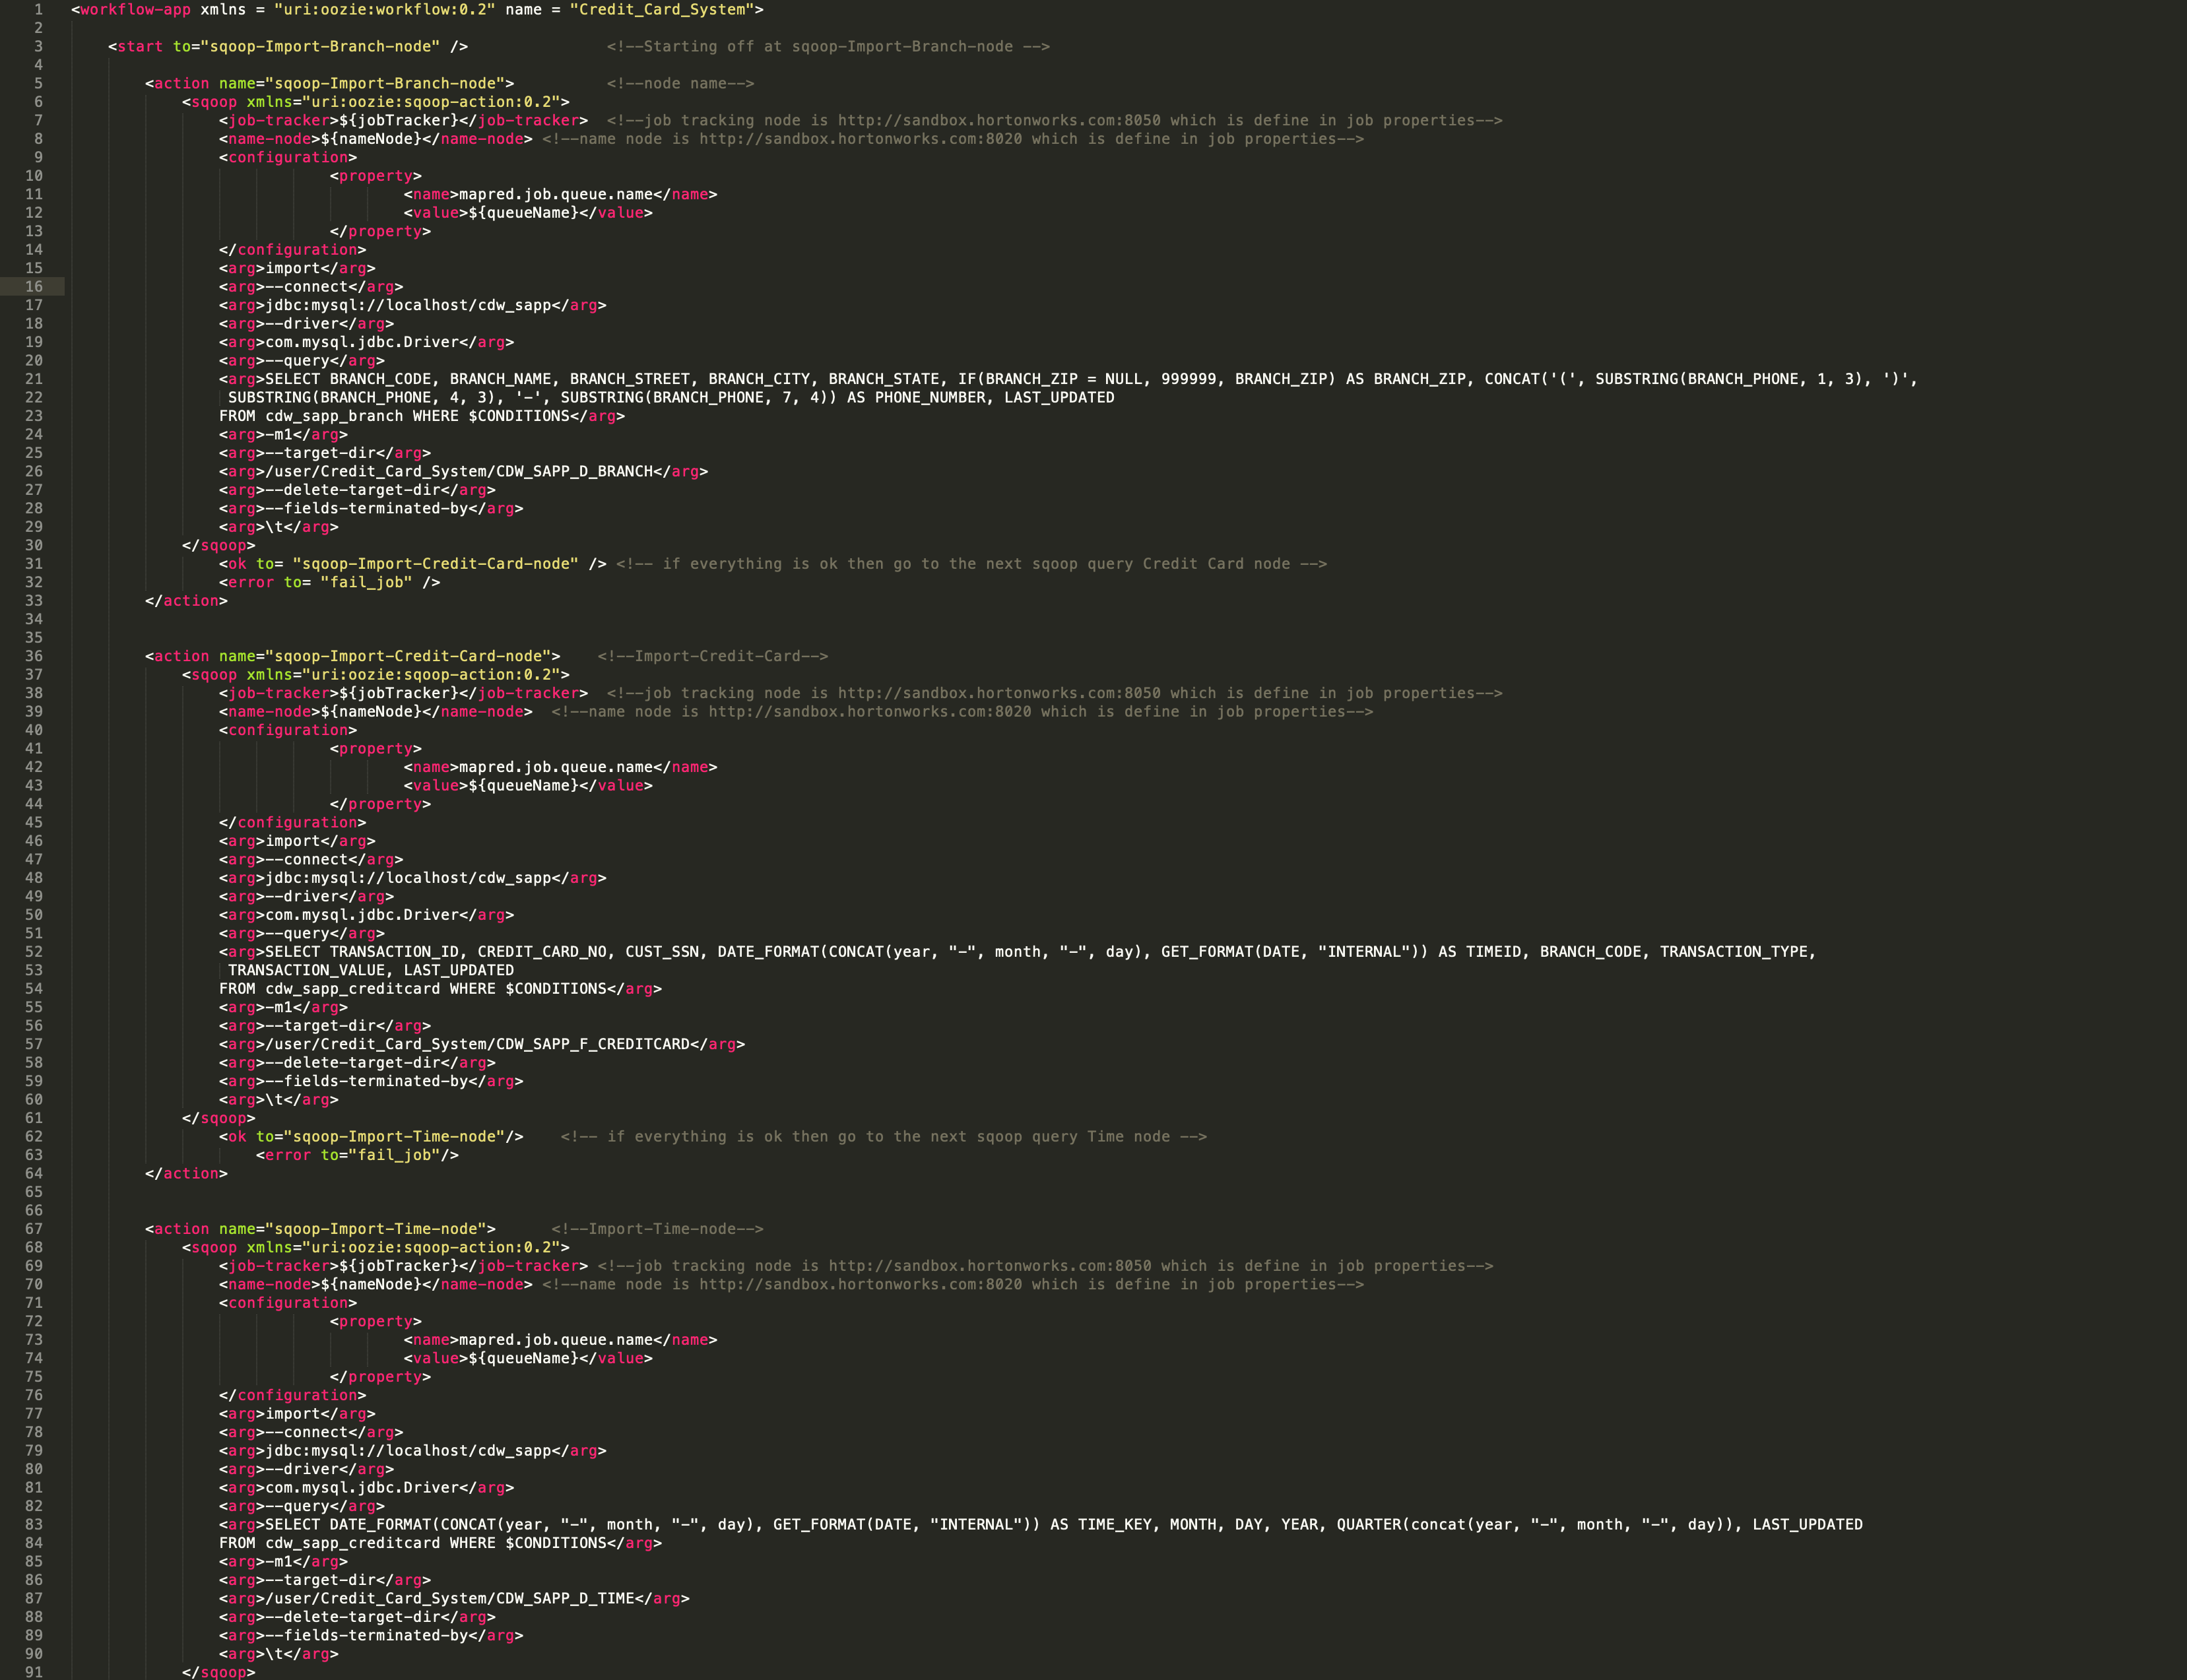 1 <workflow-app xmlns = "uri:oozie:workflow:0.2" name = "Credit_Card_System">
2
3 <start to="sqoop-Import-Branch-node" /> <!--Starting off at sqoop-Import-Branch-node -->
4
5 <action name="sqoop-Import-Branch-node"> <!--node name-->
6 <sqoop xmlns="uri:oozie:sqoop-action:0.2">
7 <job-tracker>${jobTracker}</job-tracker> <!--job tracking node is http://sandbox.hortonworks.com:8050 which is define in job properties-->
8 <name-node>${nameNode}</name-node> <!--name node is http://sandbox.hortonworks.com:8020 which is define in job properties-->
9 <configuration>
10 <property>
11 <name>mapred.job.queue.name</name>
12 <value>${queueName}</value>
13 </property>
14 </configuration>
15 <arg>import</arg>
16 <arg>--connect</arg>
17 <arg>jdbc:mysql://localhost/cdw_sapp</arg>
18 <arg>--driver</arg>
19 <arg>com.mysql.jdbc.Driver</arg>
20 <arg>--query</arg>
21 <arg>SELECT BRANCH_CODE, BRANCH_NAME, BRANCH_STREET, BRANCH_CITY, BRANCH_STATE, IF(BRANCH_ZIP = NULL, 999999, BRANCH_ZIP) AS BRANCH_ZIP, CONCAT('(', SUBSTRING(BRANCH_PHONE, 1, 3), ')',
22 SUBSTRING(BRANCH_PHONE, 4, 3), '-', SUBSTRING(BRANCH_PHONE, 7, 4)) AS PHONE_NUMBER, LAST_UPDATED
23 FROM cdw_sapp_branch WHERE $CONDITIONS</arg>
24 <arg>-m1</arg>
25 <arg>--target-dir</arg>
26 <arg>/user/Credit_Card_System/CDW_SAPP_D_BRANCH</arg>
27 <arg>--delete-target-dir</arg>
28 <arg>--fields-terminated-by</arg>
29 <arg>\t</arg>
30 </sqoop>
31 <ok to= "sqoop-Import-Credit-Card-node" /> <!-- if everything is ok then go to the next sqoop query Credit Card node -->
32 <error to= "fail_job" />
33 </action>
34
35
36 <action name="sqoop-Import-Credit-Card-node"> <!--Import-Credit-Card-->
37 <sqoop xmlns="uri:oozie:sqoop-action:0.2">
38 <job-tracker>${jobTracker}</job-tracker> <!--job tracking node is http://sandbox.hortonworks.com:8050 which is define in job properties-->
39 <name-node>${nameNode}</name-node> <!--name node is http://sandbox.hortonworks.com:8020 which is define in job properties-->
40 <configuration>
41 <property>
42 <name>mapred.job.queue.name</name>
43 <value>${queueName}</value>
44 </property>
45 </configuration>
46 <arg>import</arg>
47 <arg>--connect</arg>
48 <arg>jdbc:mysql://localhost/cdw_sapp</arg>
49 <arg>--driver</arg>
50 <arg>com.mysql.jdbc.Driver</arg>
51 <arg>--query</arg>
52 <arg>SELECT TRANSACTION_ID, CREDIT_CARD_NO, CUST_SSN, DATE_FORMAT(CONCAT(year, "-", month, "-", day), GET_FORMAT(DATE, "INTERNAL")) AS TIMEID, BRANCH_CODE, TRANSACTION_TYPE,
53 TRANSACTION_VALUE, LAST_UPDATED
54 FROM cdw_sapp_creditcard WHERE $CONDITIONS</arg>
55 <arg>-m1</arg>
56 <arg>--target-dir</arg>
57 <arg>/user/Credit_Card_System/CDW_SAPP_F_CREDITCARD</arg>
58 <arg>--delete-target-dir</arg>
59 <arg>--fields-terminated-by</arg>
60 <arg>\t</arg>
61 </sqoop>
62 <ok to="sqoop-Import-Time-node"/> <!-- if everything is ok then go to the next sqoop query Time node -->
63 <error to="fail_job"/>
64 </action>
65
66
67 <action name="sqoop-Import-Time-node"> <!--Import-Time-node-->
68 <sqoop xmlns="uri:oozie:sqoop-action:0.2">
69 <job-tracker>${jobTracker}</job-tracker> <!--job tracking node is http://sandbox.hortonworks.com:8050 which is define in job properties-->
70 <name-node>${nameNode}</name-node> <!--name node is http://sandbox.hortonworks.com:8020 which is define in job properties-->
71 <configuration>
72 <property>
73 <name>mapred.job.queue.name</name>
74 <value>${queueName}</value>
75 </property>
76 </configuration>
77 <arg>import</arg>
78 <arg>--connect</arg>
79 <arg>jdbc:mysql://localhost/cdw_sapp</arg>
80 <arg>--driver</arg>
81 <arg>com.mysql.jdbc.Driver</arg>
82 <arg>--query</arg>
83 <arg>SELECT DATE_FORMAT(CONCAT(year, "-", month, "-", day), GET_FORMAT(DATE, "INTERNAL")) AS TIME_KEY, MONTH, DAY, YEAR, QUARTER(concat(year, "-", month, "-", day)), LAST_UPDATED
84 FROM cdw_sapp_creditcard WHERE $CONDITIONS</arg>
85 <arg>-m1</arg>
86 <arg>--target-dir</arg>
87 <arg>/user/Credit_Card_System/CDW_SAPP_D_TIME</arg>
88 <arg>--delete-target-dir</arg>
89 <arg>--fields-terminated-by</arg>
90 <arg>\t</arg>
91 </sqoop>